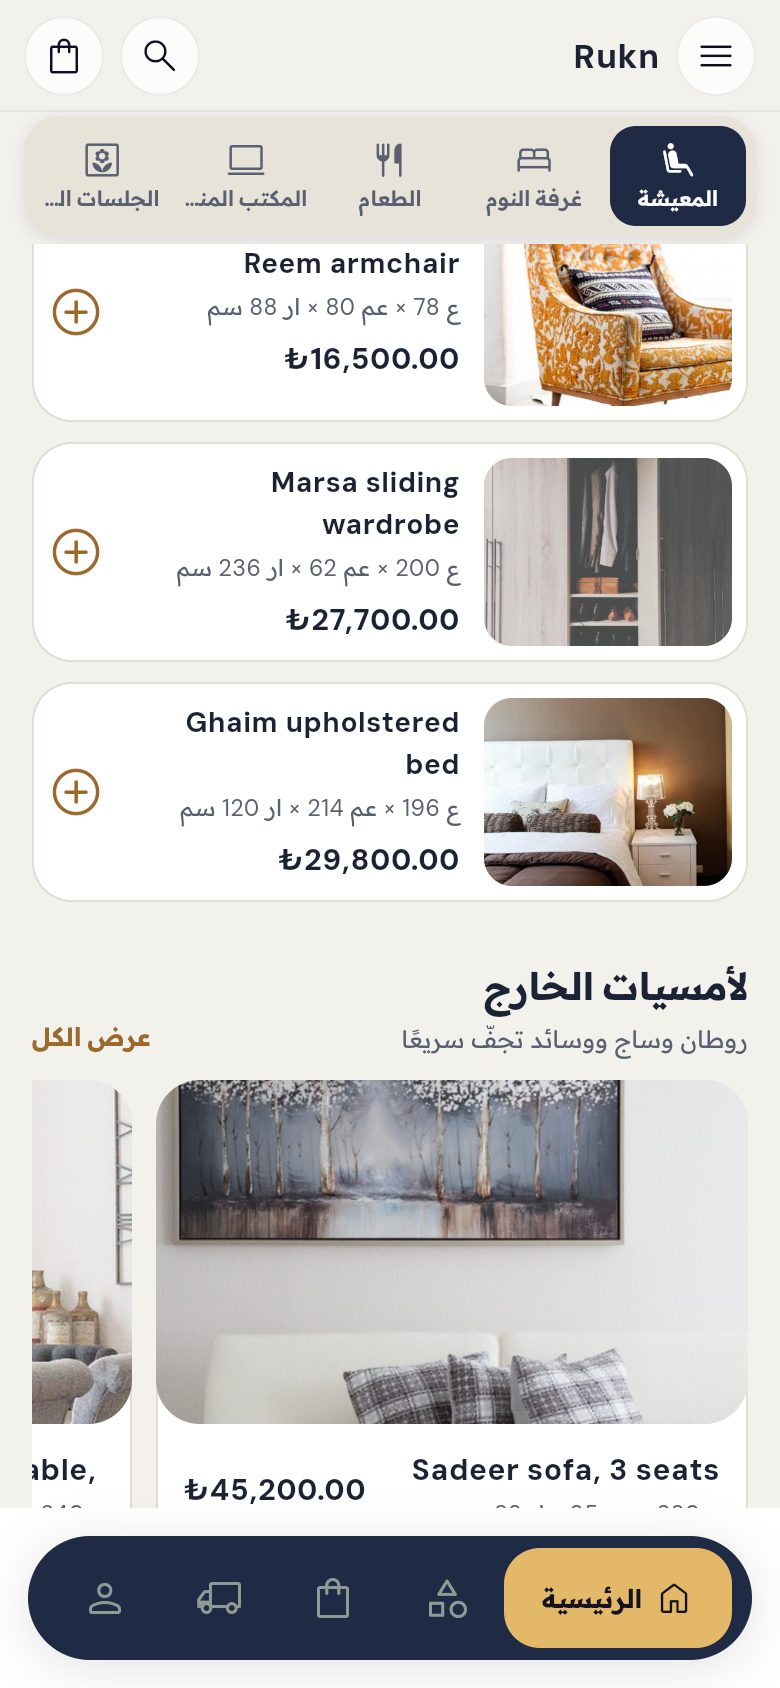 Rukn
المعيشة
غرفة النوم
الطعام
المكتب المنـ...
الجلسات الـ...
Reem armchair
ع 78 × عم 80 × ار 88 سم
₺16,500.00
Marsa sliding
wardrobe
ع 200 × عم 62 × ار 236 سم
₺27,700.00
Ghaim upholstered
bed
ع 196 × عم 214 × ار 120 سم
₺29,800.00
لأمسيات الخارج
روطان وساج ووسائد تجفّ سريعًا
عرض الكل
Sadeer sofa, 3 seats
₺45,200.00
الرئيسية